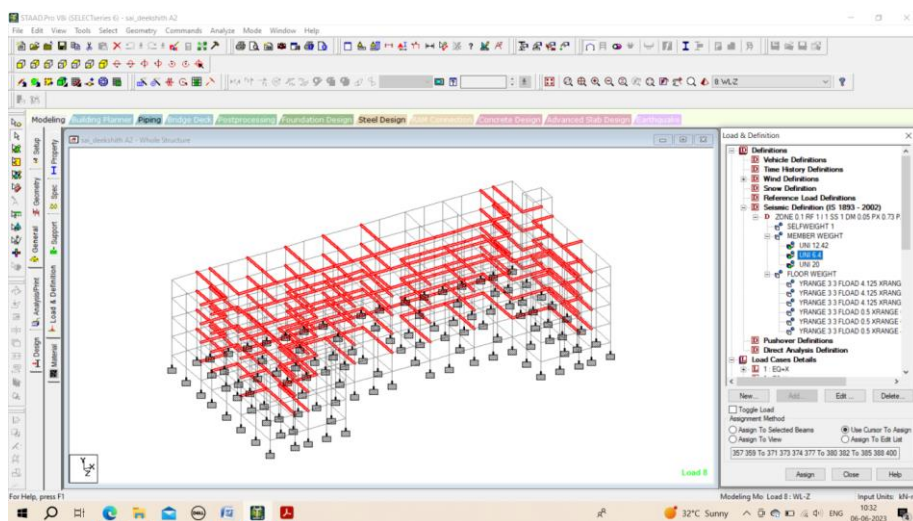 STAAD.Pro V8i (SELECTseries 6) - sai_deekshith A2
File Edit View Tools Select Geometry Commands Analyze Mode Window Help
8: WL-Z
Modeling Building Planner Piping Bridge Deck Postprocessing Foundation Design Steel Design RAM Connection Concrete Design Advanced Slab Design Earthquake
Setup
Geometry
General
Analysis/Print
Design
Property
Spec
Support
Load & Definition
Material
sai_deekshith A2 - Whole Structure
Y
X
Z
Load 8
Load & Definition
Definitions
Vehicle Definitions
Time History Definitions
Wind Definitions
Snow Definition
Reference Load Definitions
Seismic Definition (IS 1893 - 2002)
ZONE 0.1 RF 1 I 1 SS 1 DM 0.05 PX 0.73 P
SELFWEIGHT 1
MEMBER WEIGHT
UNI 12.42
UNI 6.4
UNI 20
FLOOR WEIGHT
YRANGE 3 3 FLOAD 4.125 XRANG
YRANGE 3 3 FLOAD 4.125 XRANG
YRANGE 3 3 FLOAD 4.125 XRANG
YRANGE 3 3 FLOAD 0.5 XRANGE
YRANGE 3 3 FLOAD 0.5 XRANGE
YRANGE 3 3 FLOAD 0.5 XRANGE
Pushover Definitions
Direct Analysis Definition
Load Cases Details
1 : EQ+X
New... Add... Edit... Delete...
Toggle Load
Assignment Method
Assign To Selected Beams Use Cursor To Assign
Assign To View Assign To Edit List
357 359 To 371 373 374 377 To 380 382 To 385 388 400
Assign Close Help
For Help, press F1
Modeling Mo Load 8 : WL-Z Input Units: kN-m
32°C Sunny ENG 10:32
06-06-2023